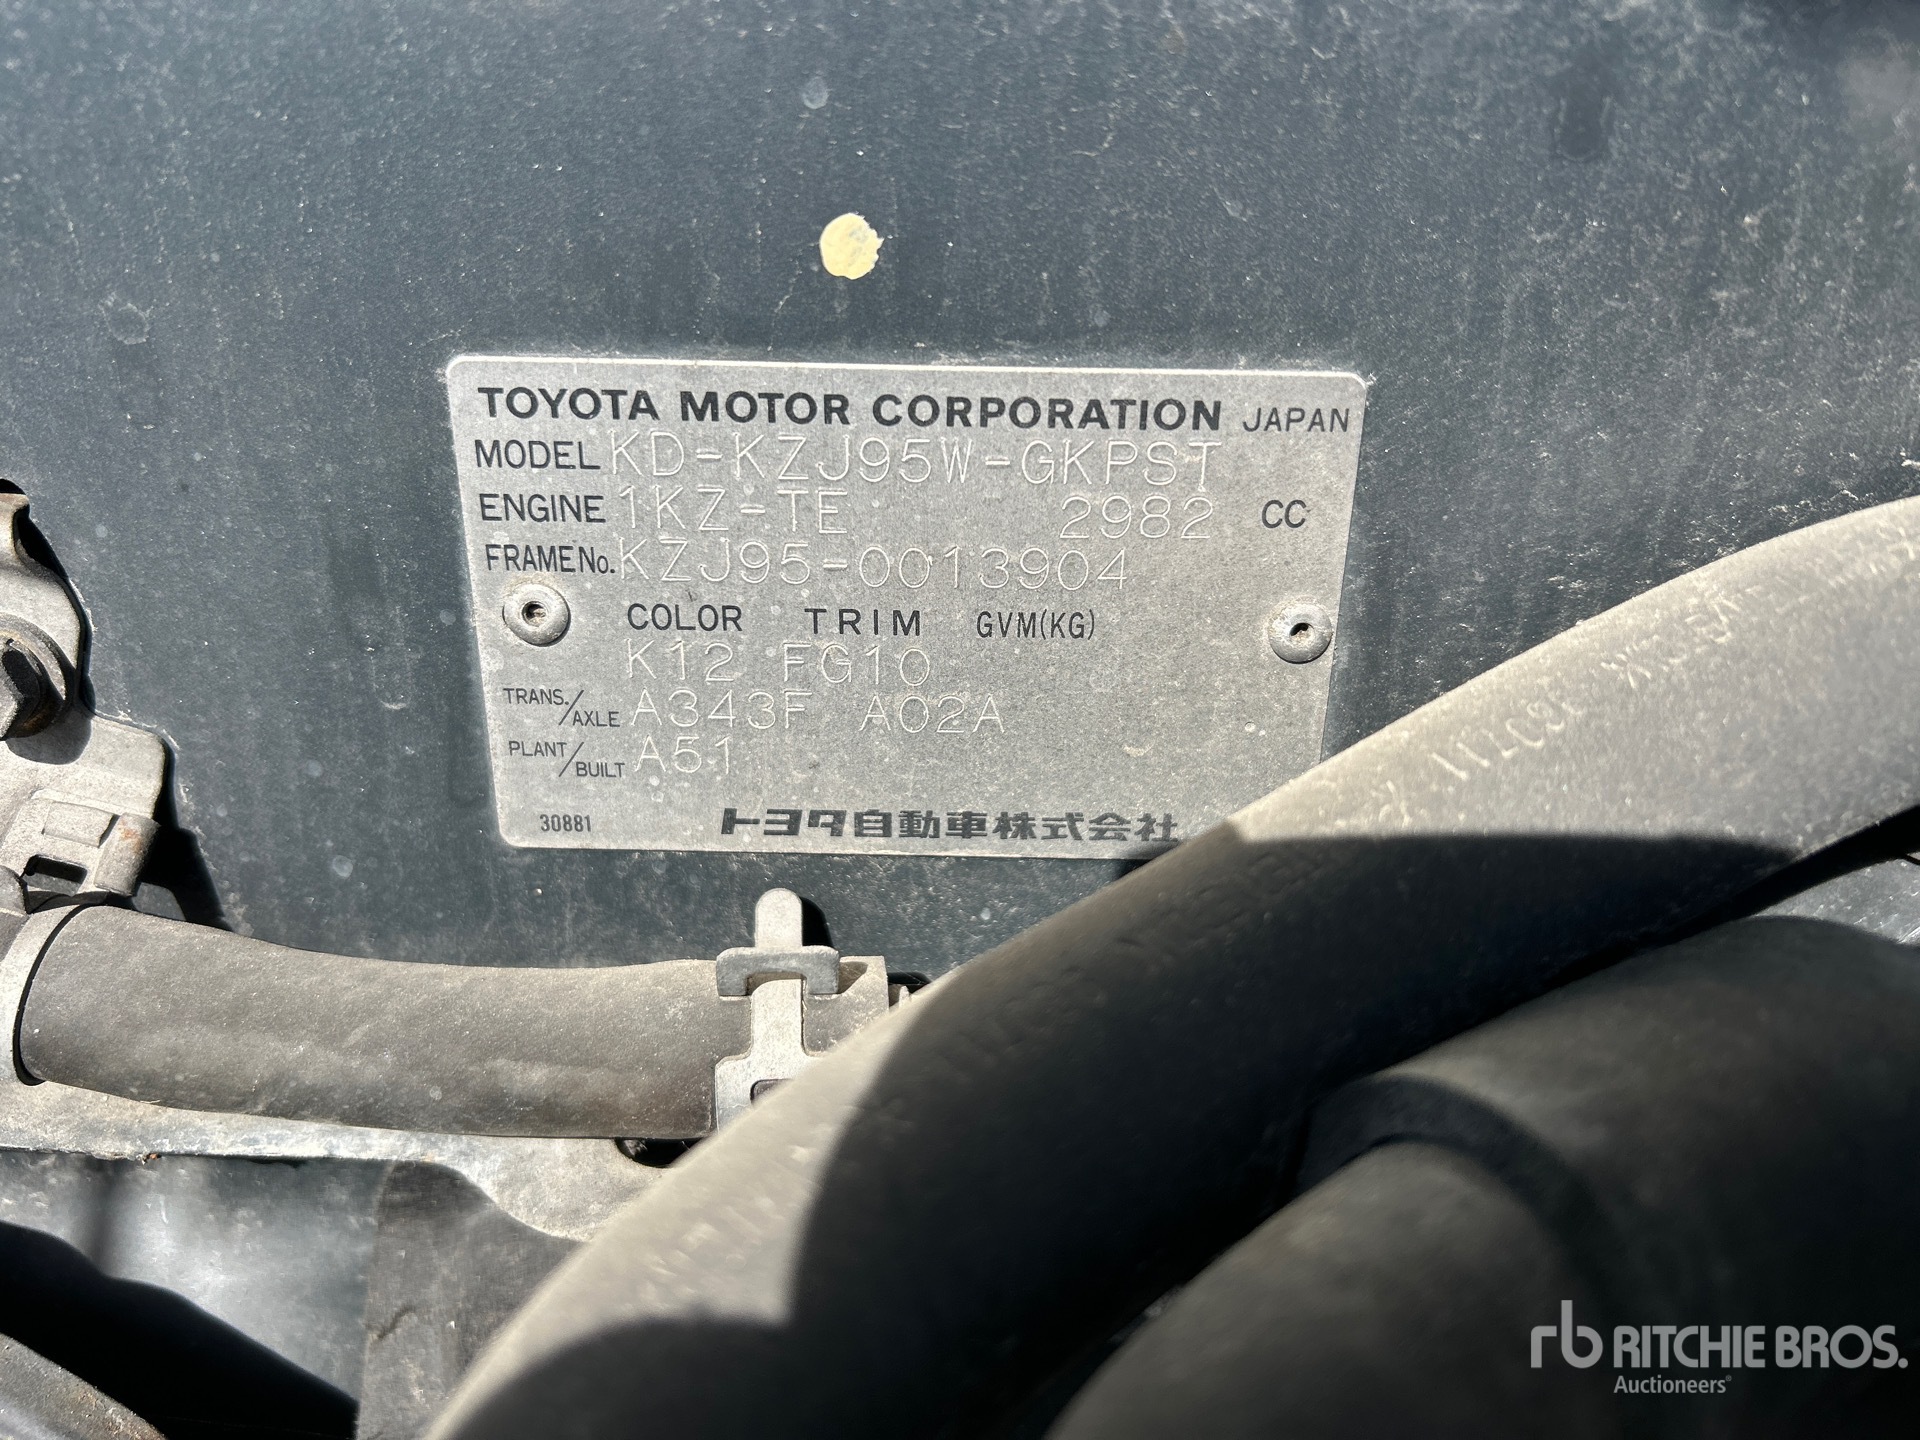 TOYOTA MOTOR CORPORATION JAPAN
MODEL KD-KZJ95W-GKPST
ENGINE 1KZ-TE 2982 CC
FRAME No. KZJ95-0013904
COLOR TRIM GVM(KG)
K12 FG10
TRANS./AXLE A343F A02A
PLANT/BUILT A51
30881 トヨタ自動車株式会社
rb RITCHIE BROS.
Auctioneers®